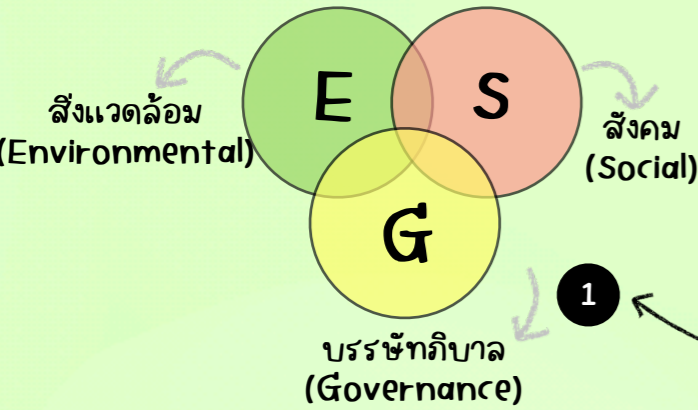 E
S
สิ่งแวดล้อม
(Environmental)
สังคม
(Social)
G
1
บรรษัทภิบาล
(Governance)